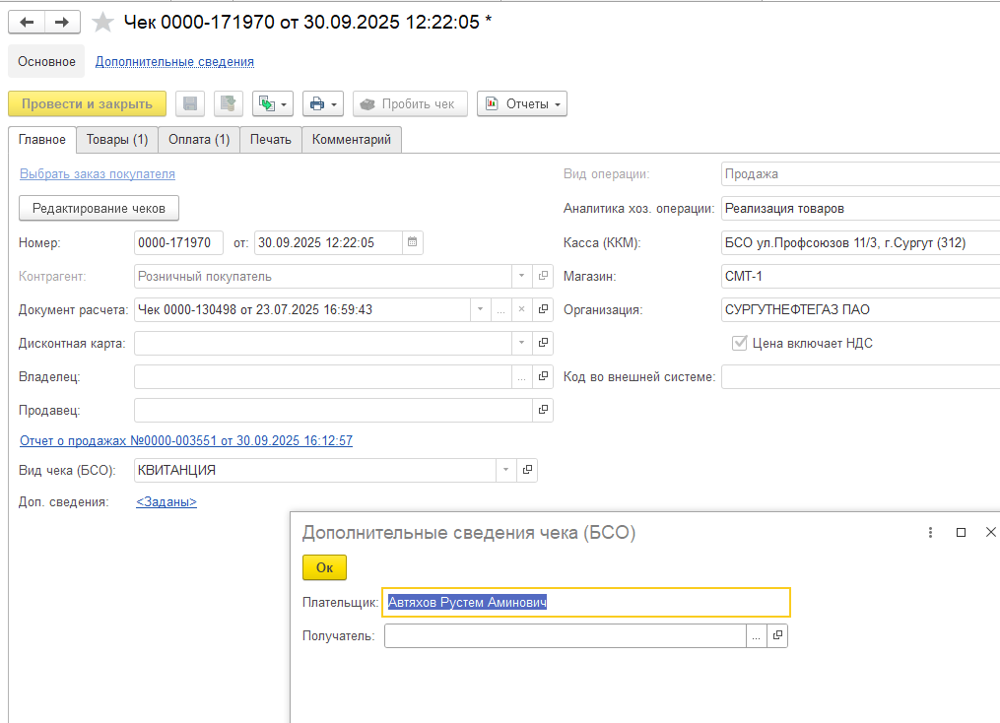 Чек 0000-171970 от 30.09.2025 12:22:05 *
Основное Дополнительные сведения
Провести и закрыть Пробить чек Отчеты
Главное Товары (1) Оплата (1) Печать Комментарий
Выбрать заказ покупателя
Вид операции: Продажа
Редактирование чеков
Аналитика хоз. операции: Реализация товаров
Номер: 0000-171970 от: 30.09.2025 12:22:05
Касса (ККМ): БСО ул.Профсоюзов 11/3, г.Сургут (312)
Контрагент: Розничный покупатель
Магазин: СМТ-1
Документ расчета: Чек 0000-130498 от 23.07.2025 16:59:43
Организация: СУРГУТНЕФТЕГАЗ ПАО
Дисконтная карта:
Цена включает НДС
Владелец:
Код во внешней системе:
Продавец:
Отчет о продажах №0000-003551 от 30.09.2025 16:12:57
Вид чека (БСО): КВИТАНЦИЯ
Доп. сведения: <Заданы>
Дополнительные сведения чека (БСО)
Ок
Плательщик: Автяхов Рустем Аминович
Получатель: ...